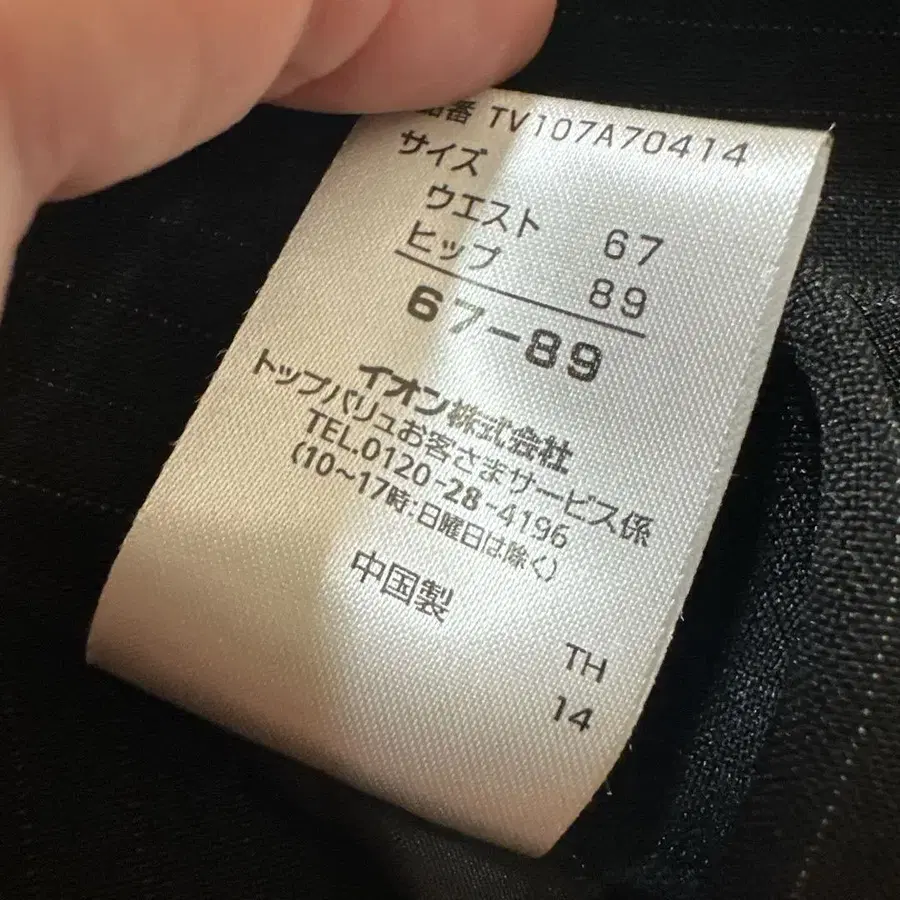 品番 TV107A70414
サイズ
ウエスト 67
ヒップ 89
67-89
イオン株式会社
トップバリュお客さまサービス係
TEL.0120-28-4196
(10〜17時:日曜日は除く)
中国製
TH
14